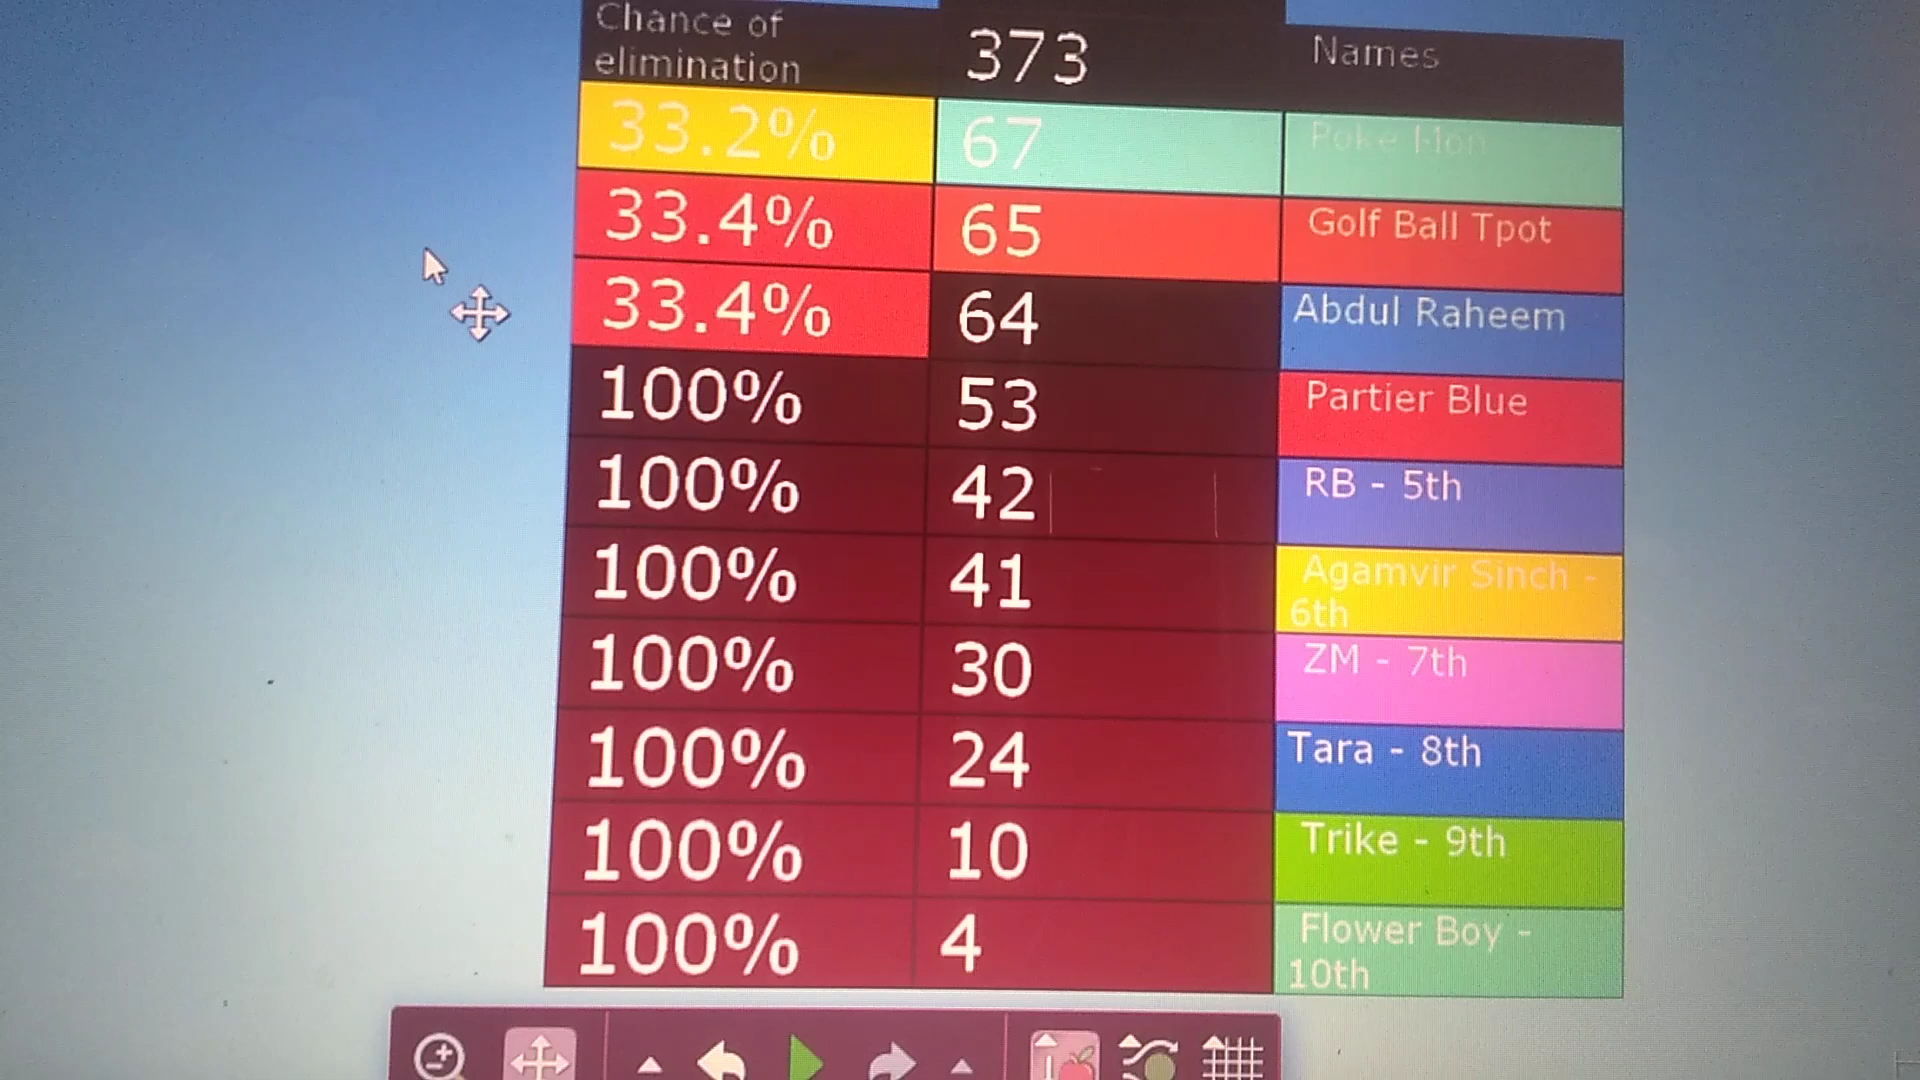 Chance of
elimination
373
Names
33.2%
67
Poke Mon
33.4%
65
Golf Ball Tpot
33.4%
64
Abdul Raheem
100%
53
Partier Blue
100%
42
RB - 5th
100%
41
Agamvir Sinch -
6th
100%
30
ZM - 7th
100%
24
Tara - 8th
100%
10
Trike - 9th
100%
4
Flower Boy -
10th